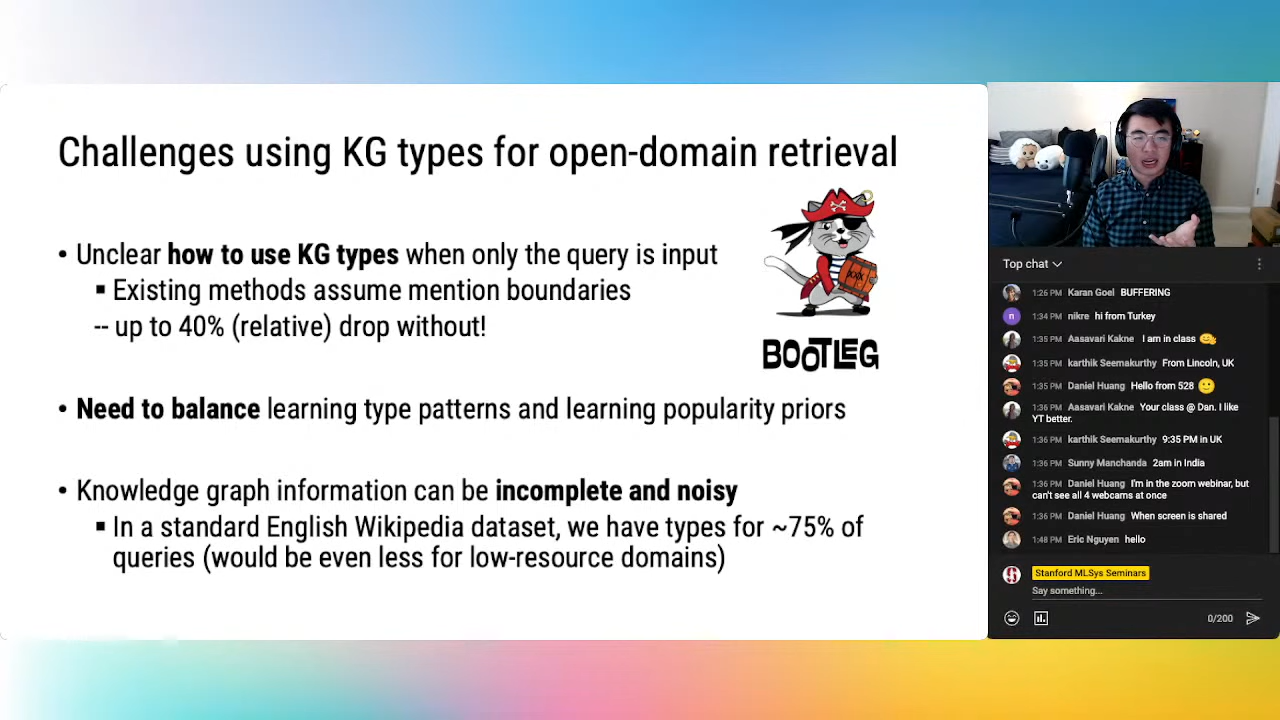 Challenges using KG types for open-domain retrieval
• Unclear how to use KG types when only the query is input
▪ Existing methods assume mention boundaries
-- up to 40% (relative) drop without!
XXX
BOOTLEG
• Need to balance learning type patterns and learning popularity priors
• Knowledge graph information can be incomplete and noisy
▪ In a standard English Wikipedia dataset, we have types for ~75% of
queries (would be even less for low-resource domains)
Top chat
1:26 PM Karan Goel BUFFERING
n 1:34 PM nikre hi from Turkey
1:35 PM Aasavari Kakne I am in class
1:35 PM karthik Seemakurthy From Lincoln, UK
1:35 PM Daniel Huang Hello from 528 🙂
1:36 PM Aasavari Kakne Your class @ Dan. I like
YT better.
1:36 PM karthik Seemakurthy 9:35 PM in UK
1:36 PM Sunny Manchanda 2am in India
1:36 PM Daniel Huang I'm in the zoom webinar, but
can't see all 4 webcams at once
1:36 PM Daniel Huang When screen is shared
1:48 PM Eric Nguyen hello
Stanford MLSys Seminars
Say something...
0/200